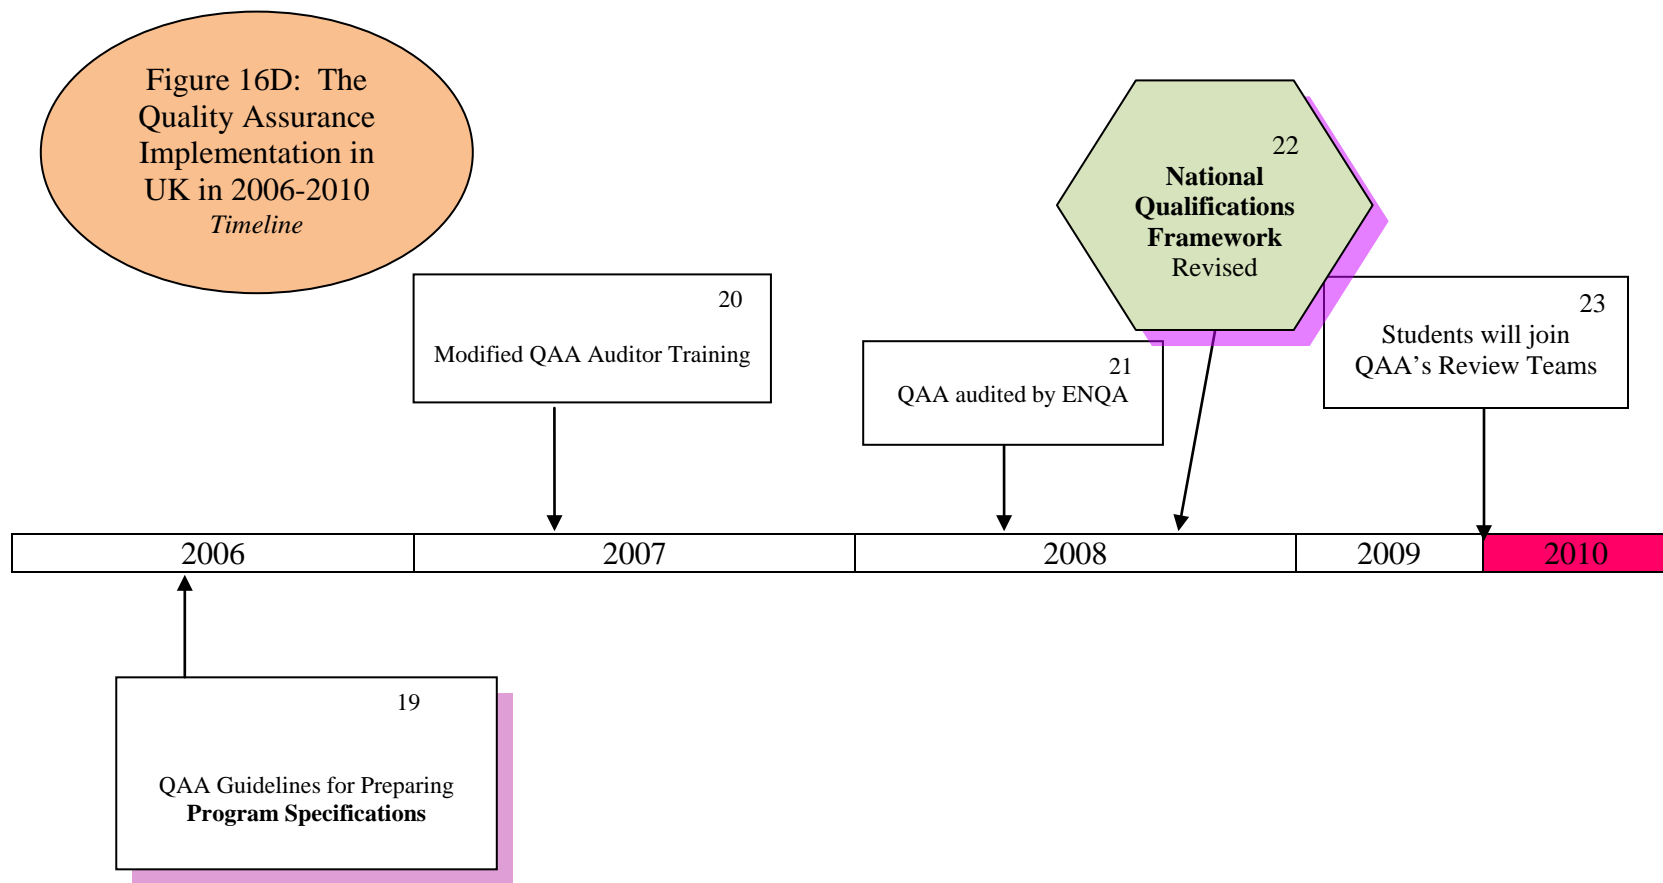 Figure 16D: The
Quality Assurance
Implementation in
UK in 2006-2010
Timeline
22
National
Qualifications
Framework
Revised
20
Modified QAA Auditor Training
21
QAA audited by ENQA
23
Students will join
QAA's Review Teams
2006 2007 2008 2009 2010
19
QAA Guidelines for Preparing
Program Specifications